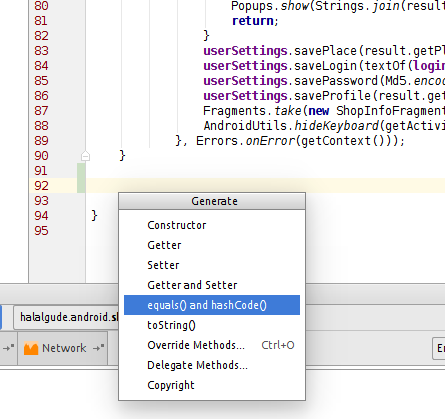 80 Popups.show(Strings.join(result
81 return;
82 }
83 userSettings.savePlace(result.getPl
84 userSettings.saveLogin(textOf(login
85 userSettings.savePassword(Md5.enco
86 userSettings.saveProfile(result.get
87 Fragments.take(new ShopInfoFragment
88 AndroidUtils.hideKeyboard(getActivi
89 }, Errors.onError(getContext()));
90 }
91
92
93
94 }
95
Generate
Constructor
Getter
Setter
Getter and Setter
equals() and hashCode()
toString()
Override Methods... Ctrl+O
Delegate Methods...
Copyright
halalgude.android.s
Network
Er